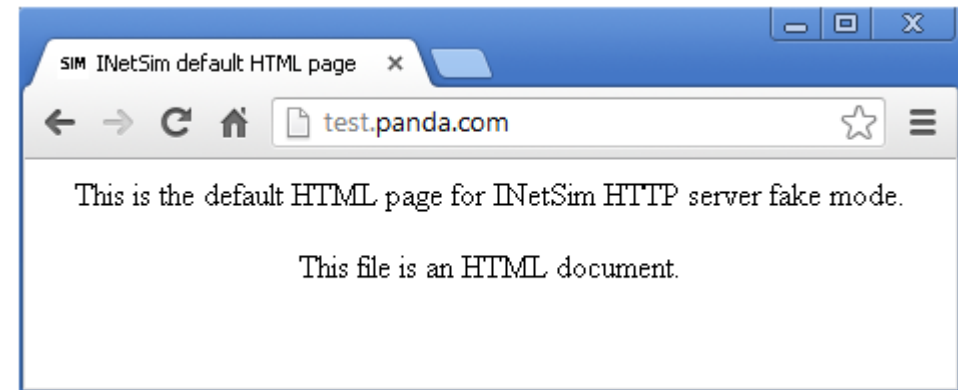 SIM INetSim default HTML page
test.panda.com
This is the default HTML page for INetSim HTTP server fake mode.
This file is an HTML document.